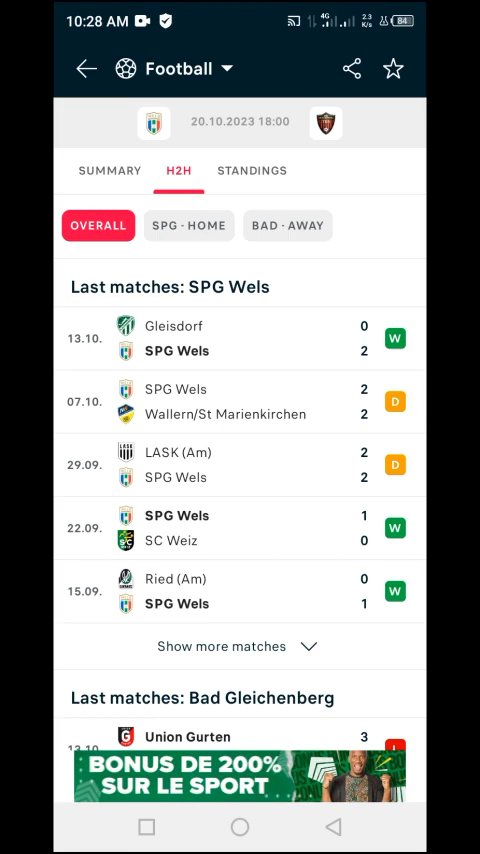 10:28 AM 4G 2.3 K/s 84
Football
20.10.2023 18:00
SUMMARY H2H STANDINGS
OVERALL SPG - HOME BAD - AWAY
Last matches: SPG Wels
13.10. Gleisdorf 0 W
SPG Wels 2
07.10. SPG Wels 2 D
Wallern/St Marienkirchen 2
29.09. LASK (Am) 2 D
SPG Wels 2
22.09. SPG Wels 1 W
SC Weiz 0
15.09. Ried (Am) 0 W
SPG Wels 1
Show more matches
Last matches: Bad Gleichenberg
13.10. Union Gurten 3 L
BONUS DE 200%
SUR LE SPORT